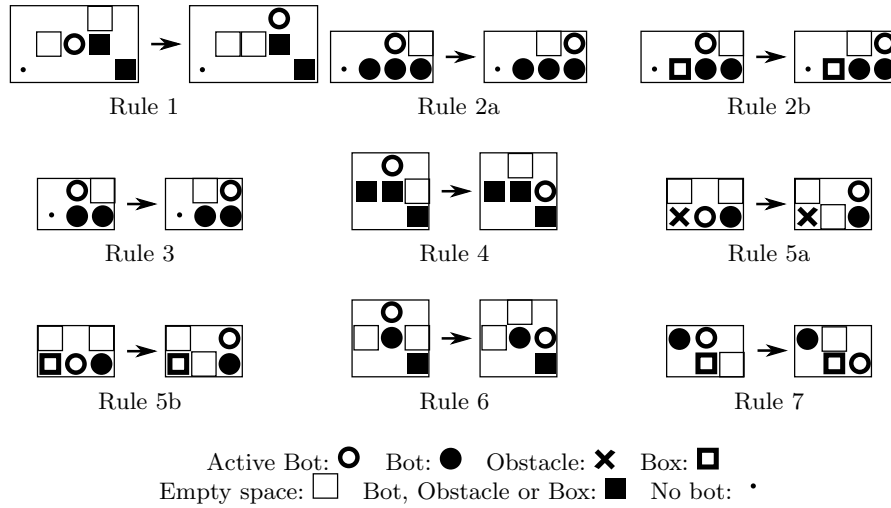 Rule 1 Rule 2a Rule 2b
Rule 3 Rule 4 Rule 5a
Rule 5b Rule 6 Rule 7
Active Bot: Bot: Obstacle: Box:
Empty space: Bot, Obstacle or Box: No bot: